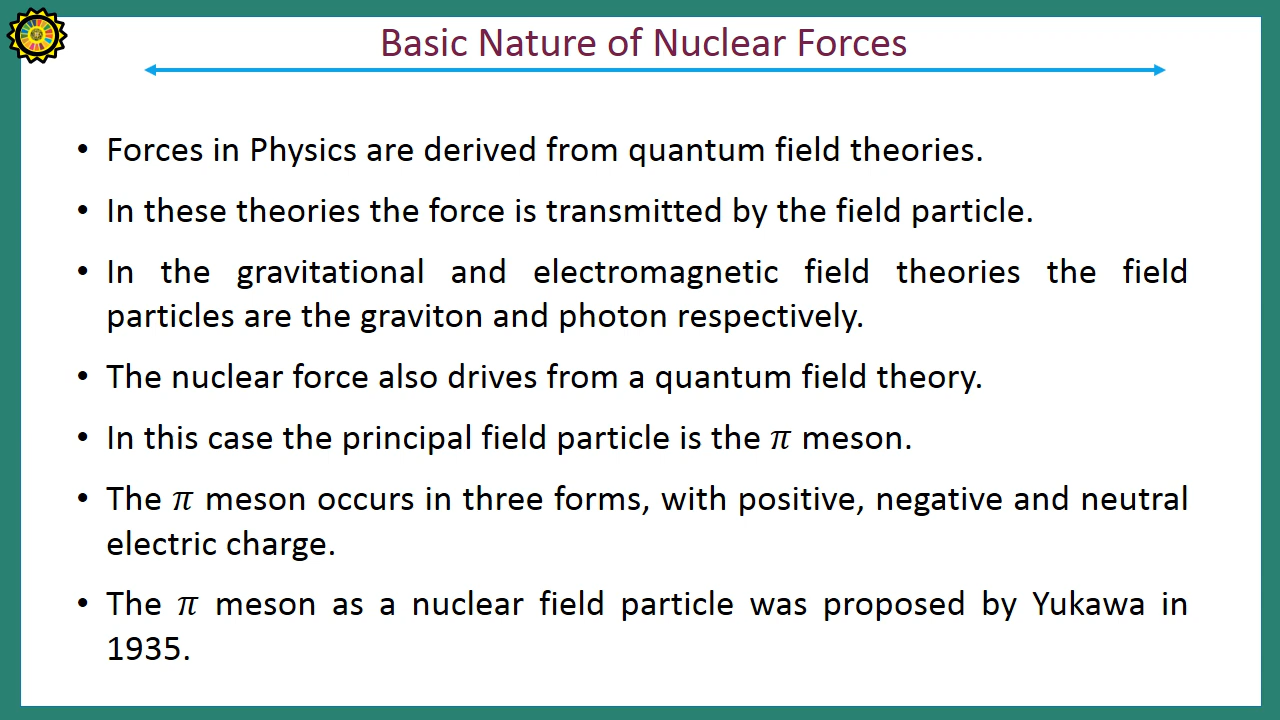 Basic Nature of Nuclear Forces
• Forces in Physics are derived from quantum field theories.
• In these theories the force is transmitted by the field particle.
• In the gravitational and electromagnetic field theories the field
particles are the graviton and photon respectively.
• The nuclear force also drives from a quantum field theory.
• In this case the principal field particle is the π meson.
• The π meson occurs in three forms, with positive, negative and neutral
electric charge.
• The π meson as a nuclear field particle was proposed by Yukawa in
1935.